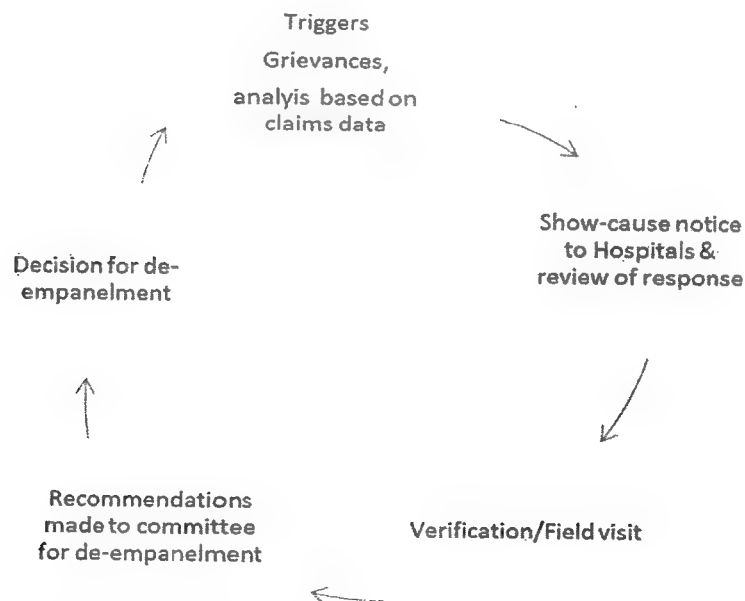 Triggers
Grievances,
analyis based on
claims data
Show-cause notice
to Hospitals &
review of response
Verification/Field visit
Recommendations
made to committee
for de-empanelment
Decision for de-
empanelment